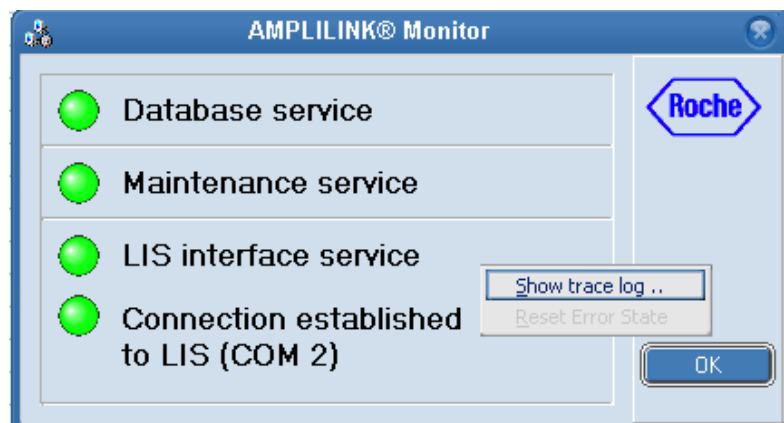 AMPLILINK® Monitor
Database service
Roche
Maintenance service
LIS interface service
Show trace log ..
Reset Error State
Connection established
to LIS (COM 2)
OK